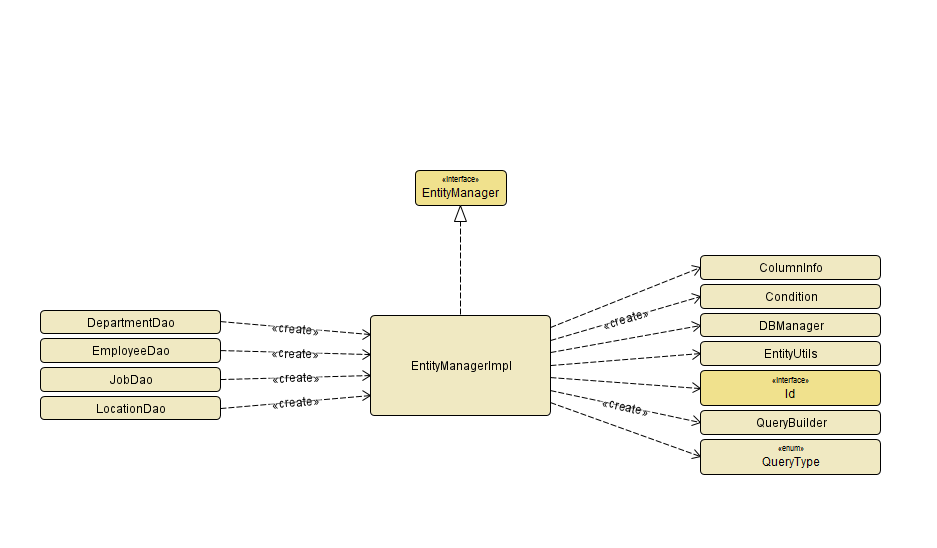 «interface»
EntityManager
DepartmentDao
EmployeeDao
JobDao
LocationDao
«create»
«create»
«create»
«create»
EntityManagerImpl
«create»
«create»
ColumnInfo
Condition
DBManager
EntityUtils
«interface»
Id
QueryBuilder
«enum»
QueryType